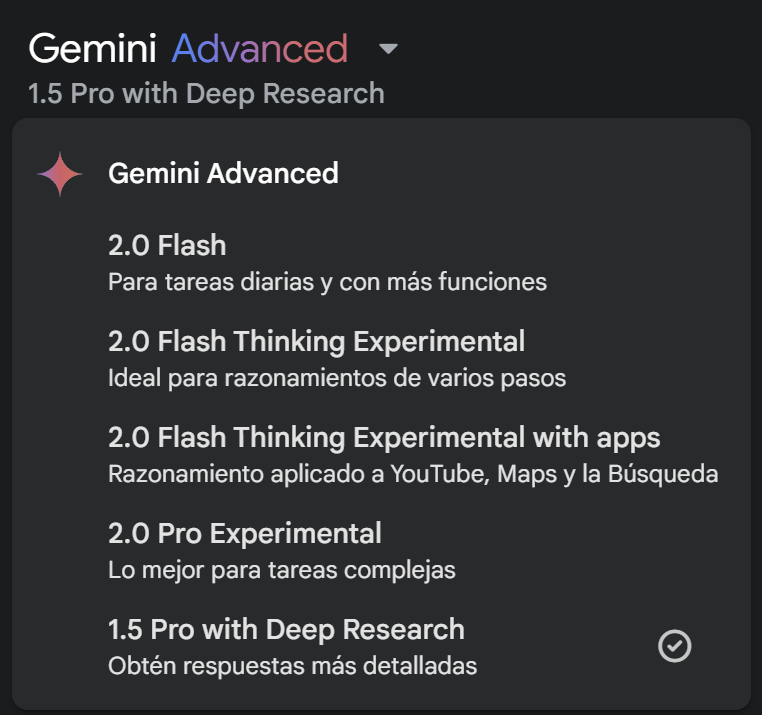 Gemini Advanced
1.5 Pro with Deep Research
Gemini Advanced
2.0 Flash
Para tareas diarias y con más funciones
2.0 Flash Thinking Experimental
Ideal para razonamientos de varios pasos
2.0 Flash Thinking Experimental with apps
Razonamiento aplicado a YouTube, Maps y la Búsqueda
2.0 Pro Experimental
Lo mejor para tareas complejas
1.5 Pro with Deep Research
Obtén respuestas más detalladas